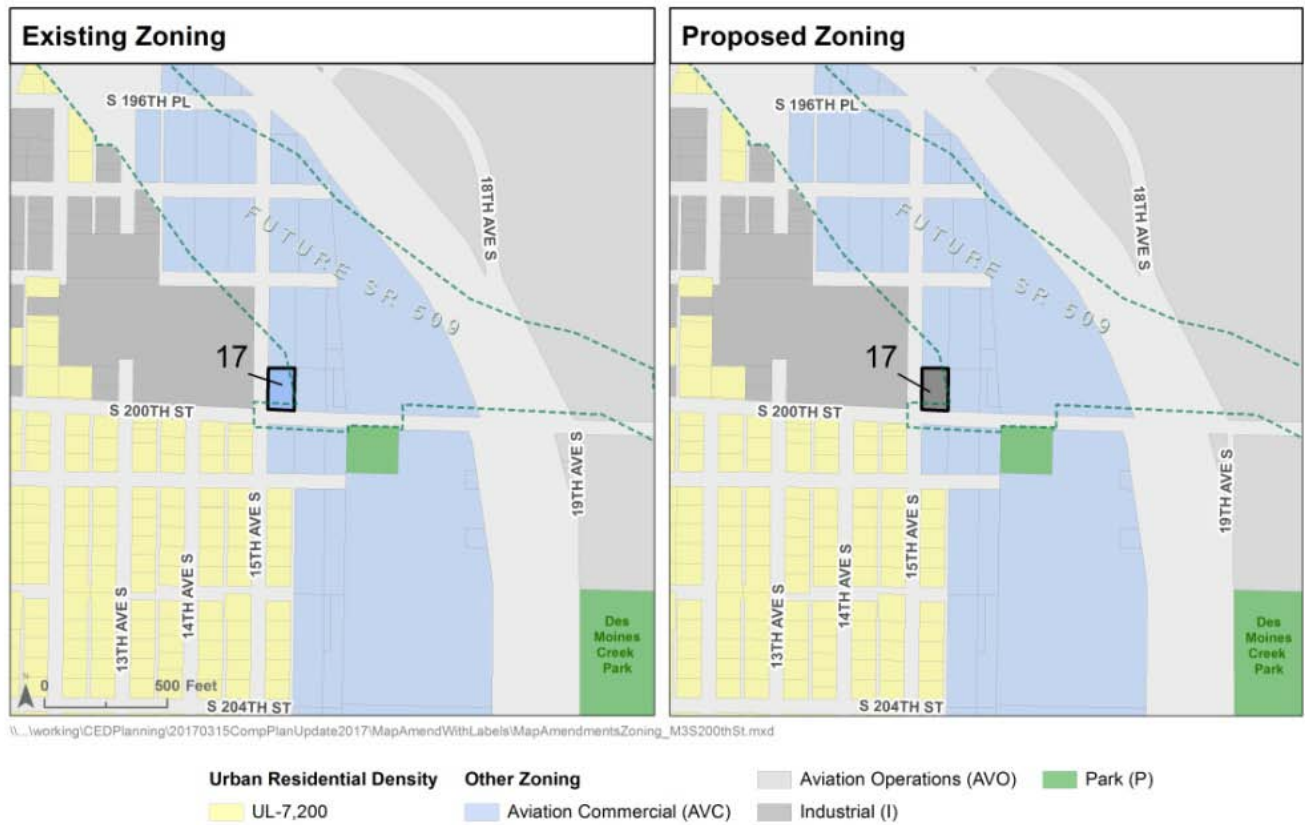 Existing Zoning
S 196TH PL
18TH AVE S
FUTURE SR 509
17
S 200TH ST
19TH AVE S
15TH AVE S
14TH AVE S
13TH AVE S
Des
Moines
Creek
Park
0 500 Feet
S 204TH ST
Proposed Zoning
S 196TH PL
18TH AVE S
FUTURE SR 509
17
S 200TH ST
19TH AVE S
15TH AVE S
14TH AVE S
13TH AVE S
Des
Moines
Creek
Park
S 204TH ST
\\...\working\CEDPlanning\20170315CompPlanUpdate2017\MapAmendWithLabels\MapAmendmentsZoning_M3S200thSt.mxd
Urban Residential Density
UL-7,200
Other Zoning
Aviation Commercial (AVC)
Aviation Operations (AVO)
Industrial (I)
Park (P)